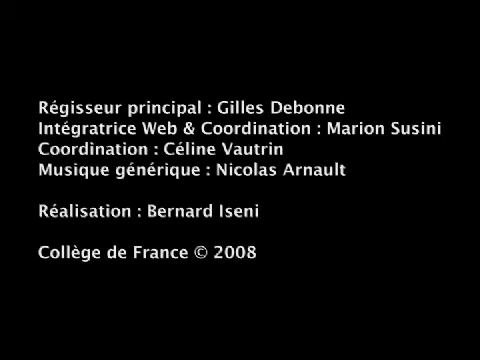 Régisseur principal : Gilles Debonne
Intégratrice Web & Coordination : Marion Susini
Coordination : Céline Vautrin
Musique générique : Nicolas Arnault
Réalisation : Bernard Iseni
Collège de France © 2008